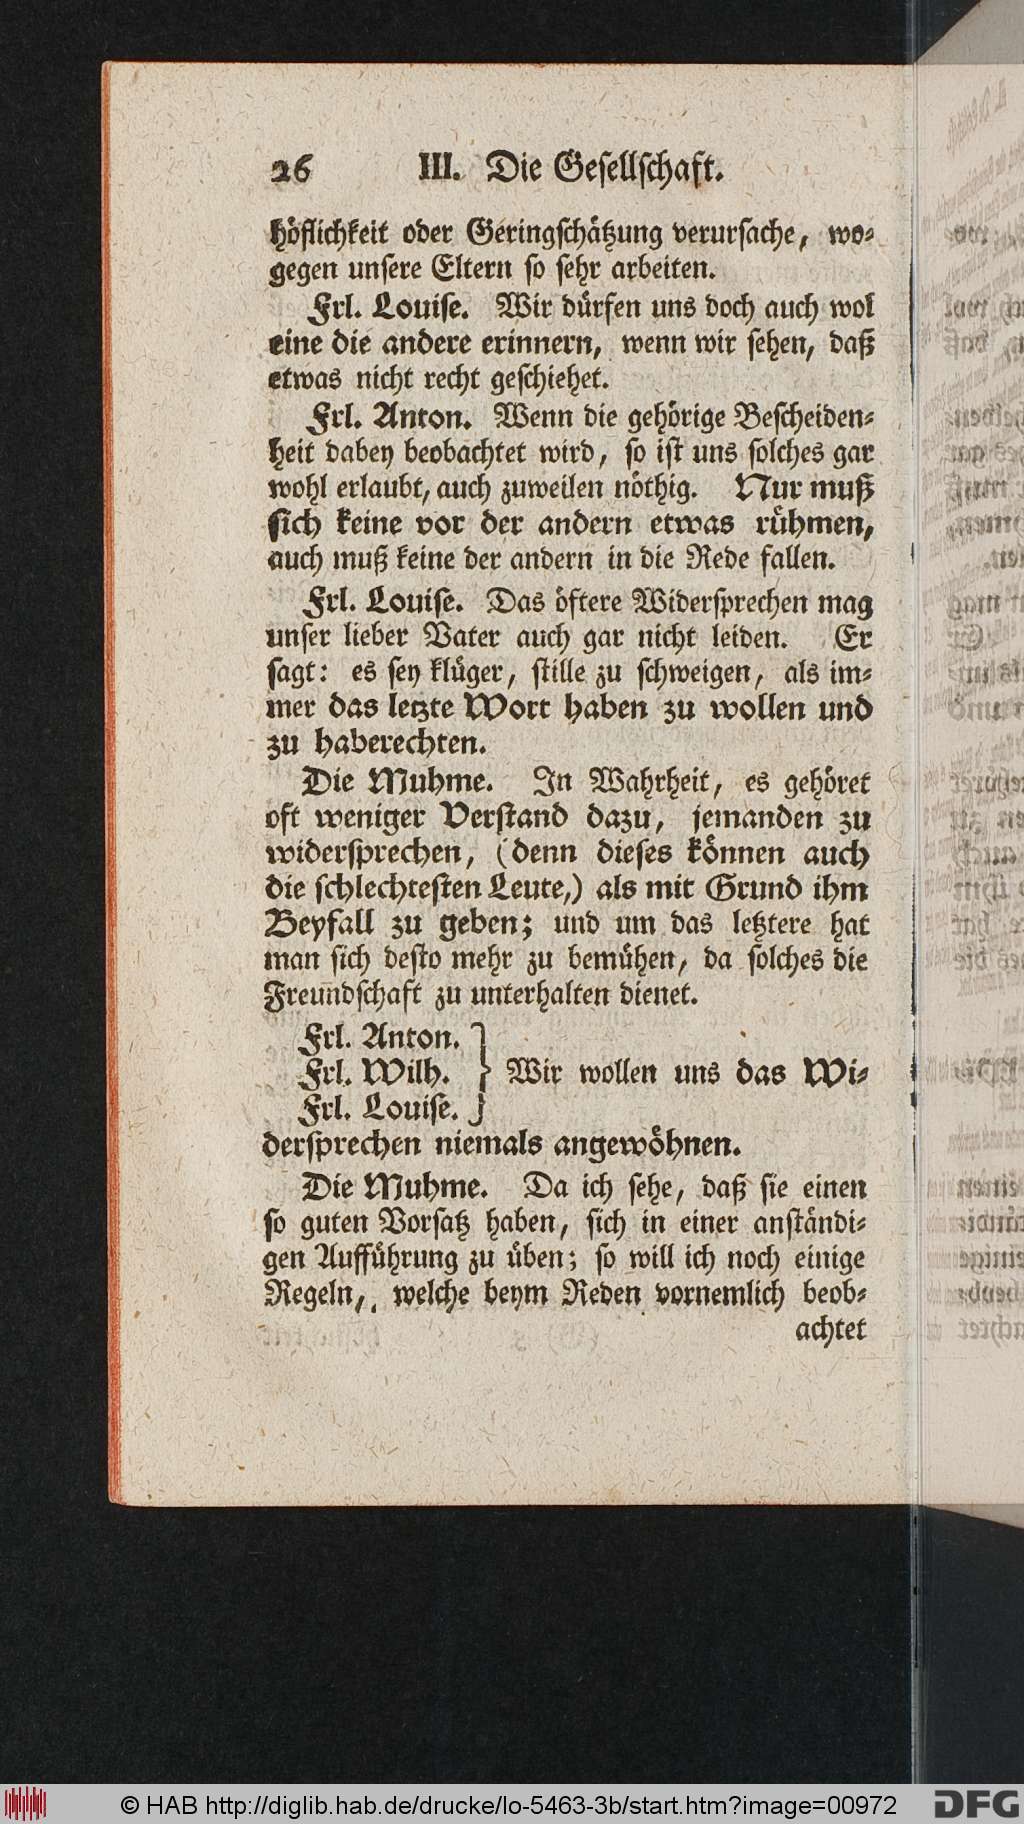 26 III. Die Gesellschaft.
höflichkeit oder Geringschätzung verursache, wo-
gegen unsere Eltern so sehr arbeiten.
Frl. Louise. Wir dürfen uns doch auch wol
eine die andere erinnern, wenn wir sehen, daß
etwas nicht recht geschiehet.
Frl. Anton. Wenn die gehörige Bescheiden-
heit dabey beobachtet wird, so ist uns solches gar
wohl erlaubt, auch zuweilen nöthig. Nur muß
sich keine vor der andern etwas rühmen,
auch muß keine der andern in die Rede fallen.
Frl. Louise. Das öftere Widersprechen mag
unser lieber Vater auch gar nicht leiden. Er
sagt: es sey klüger, stille zu schweigen, als im-
mer das letzte Wort haben zu wollen und
zu haberechten.
Die Muhme. In Wahrheit, es gehöret
oft weniger Verstand dazu, jemanden zu
widersprechen, (denn dieses können auch
die schlechtesten Leute,) als mit Grund ihm
Beyfall zu geben; und um das letztere hat
man sich desto mehr zu bemühen, da solches die
Freundschaft zu unterhalten dienet.
Frl. Anton.
Frl. Wilh. } Wir wollen uns das Wi-
Frl. Louise.
dersprechen niemals angewöhnen.
Die Muhme. Da ich sehe, daß sie einen
so guten Vorsatz haben, sich in einer anständi-
gen Aufführung zu üben; so will ich noch einige
Regeln, welche beym Reden vornemlich beob-
achtet
© HAB http://diglib.hab.de/drucke/lo-5463-3b/start.htm?image=00972 DFG